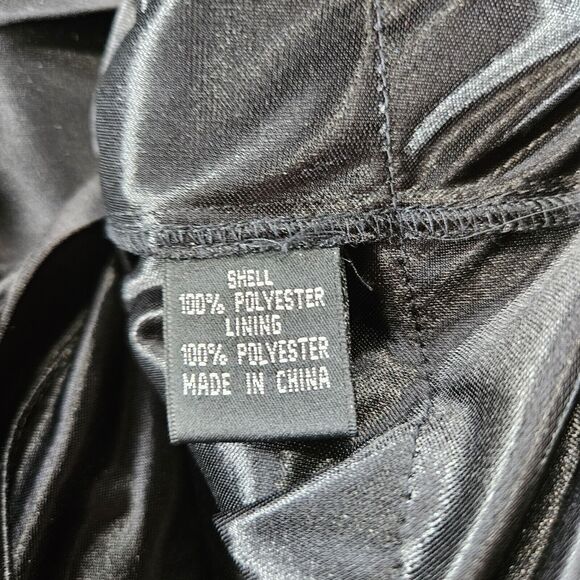 SHELL
100% POLYESTER
LINING
100% POLYESTER
MADE IN CHINA